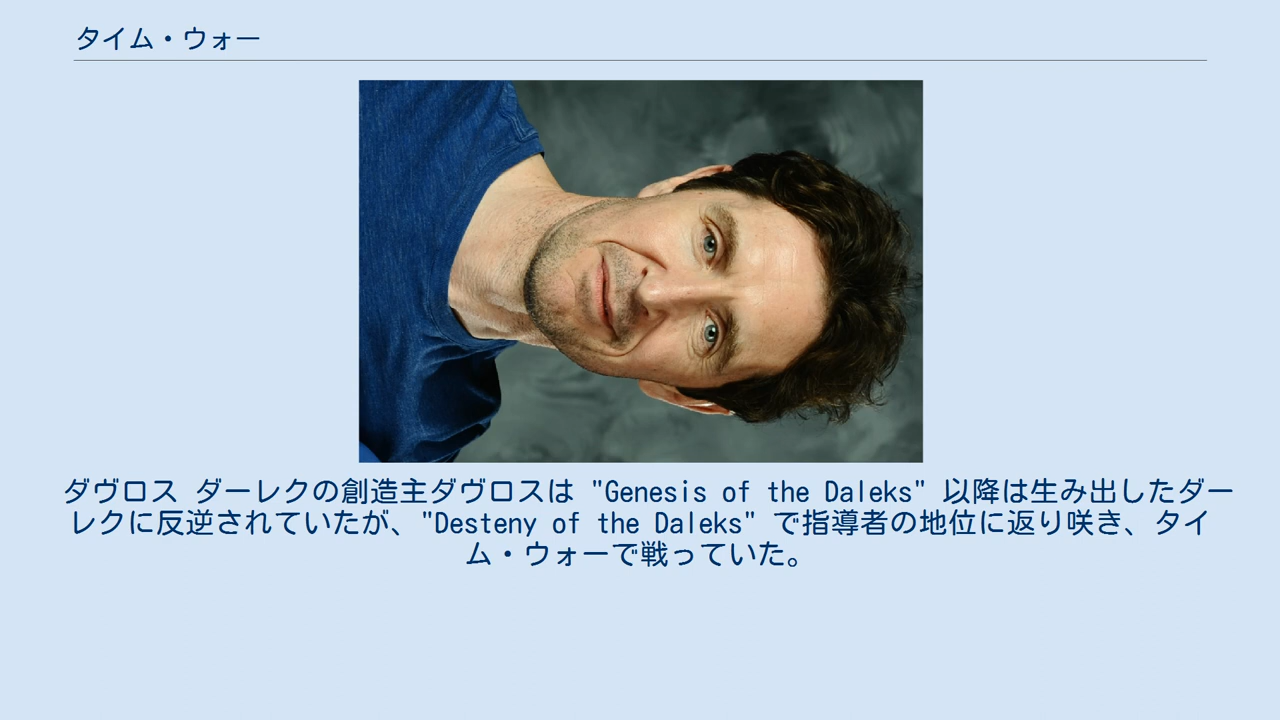 タイム・ウォー
ダヴロス ダーレクの創造主ダヴロスは "Genesis of the Daleks" 以降は生み出したダー
レクに反逆されていたが、"Desteny of the Daleks" で指導者の地位に返り咲き、タイ
ム・ウォーで戦っていた。